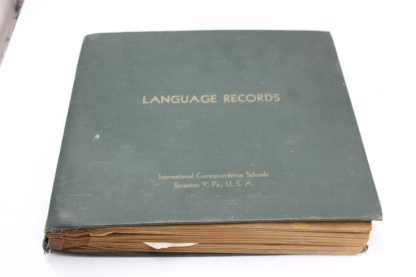 LANGUAGE RECORDS
International Correspondence Schools
Scranton 9, Pa., U. S. A.